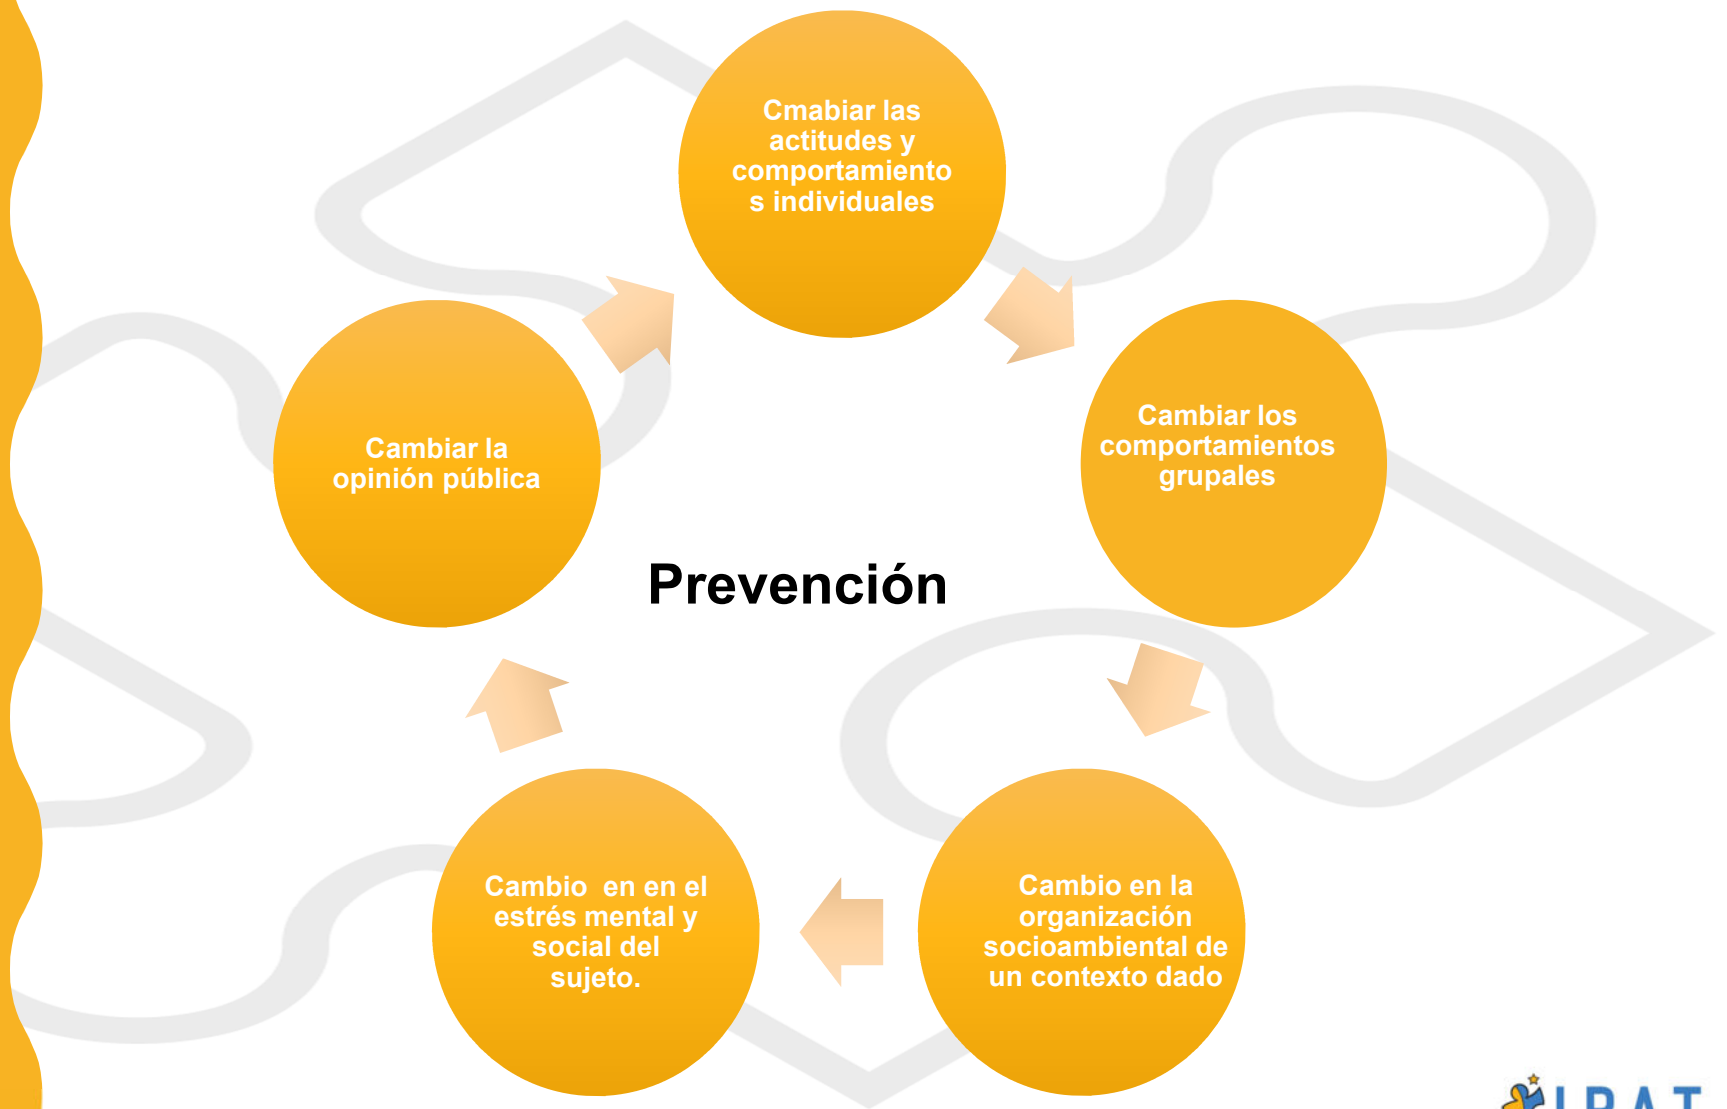 Cmabiar las
actitudes y
comportamiento
s individuales
Cambiar los
comportamientos
grupales
Cambiar la
opinión pública
Prevención
Cambio en la
organización
socioambiental de
un contexto dado
Cambio  en en el
estrés mental y
social del
sujeto.